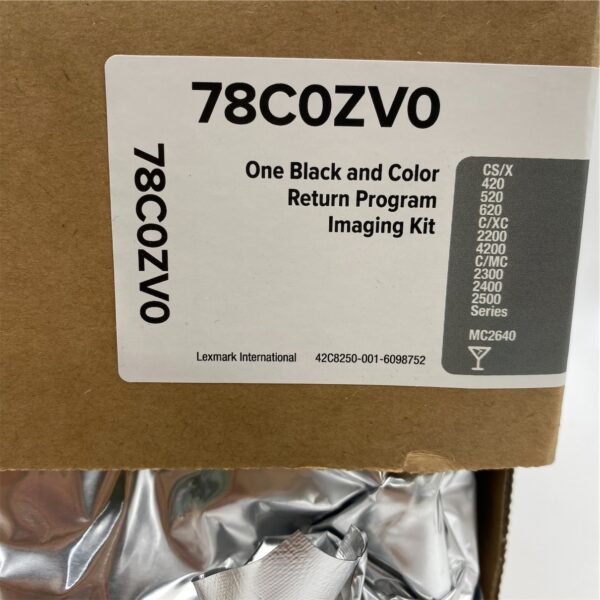 78C0ZV0
78C0ZV0
One Black and Color
Return Program
Imaging Kit
CS/X
420
520
620
C/XC
2200
4200
C/MC
2300
2400
2500
Series
MC2640
Lexmark International 42C8250-001-6098752